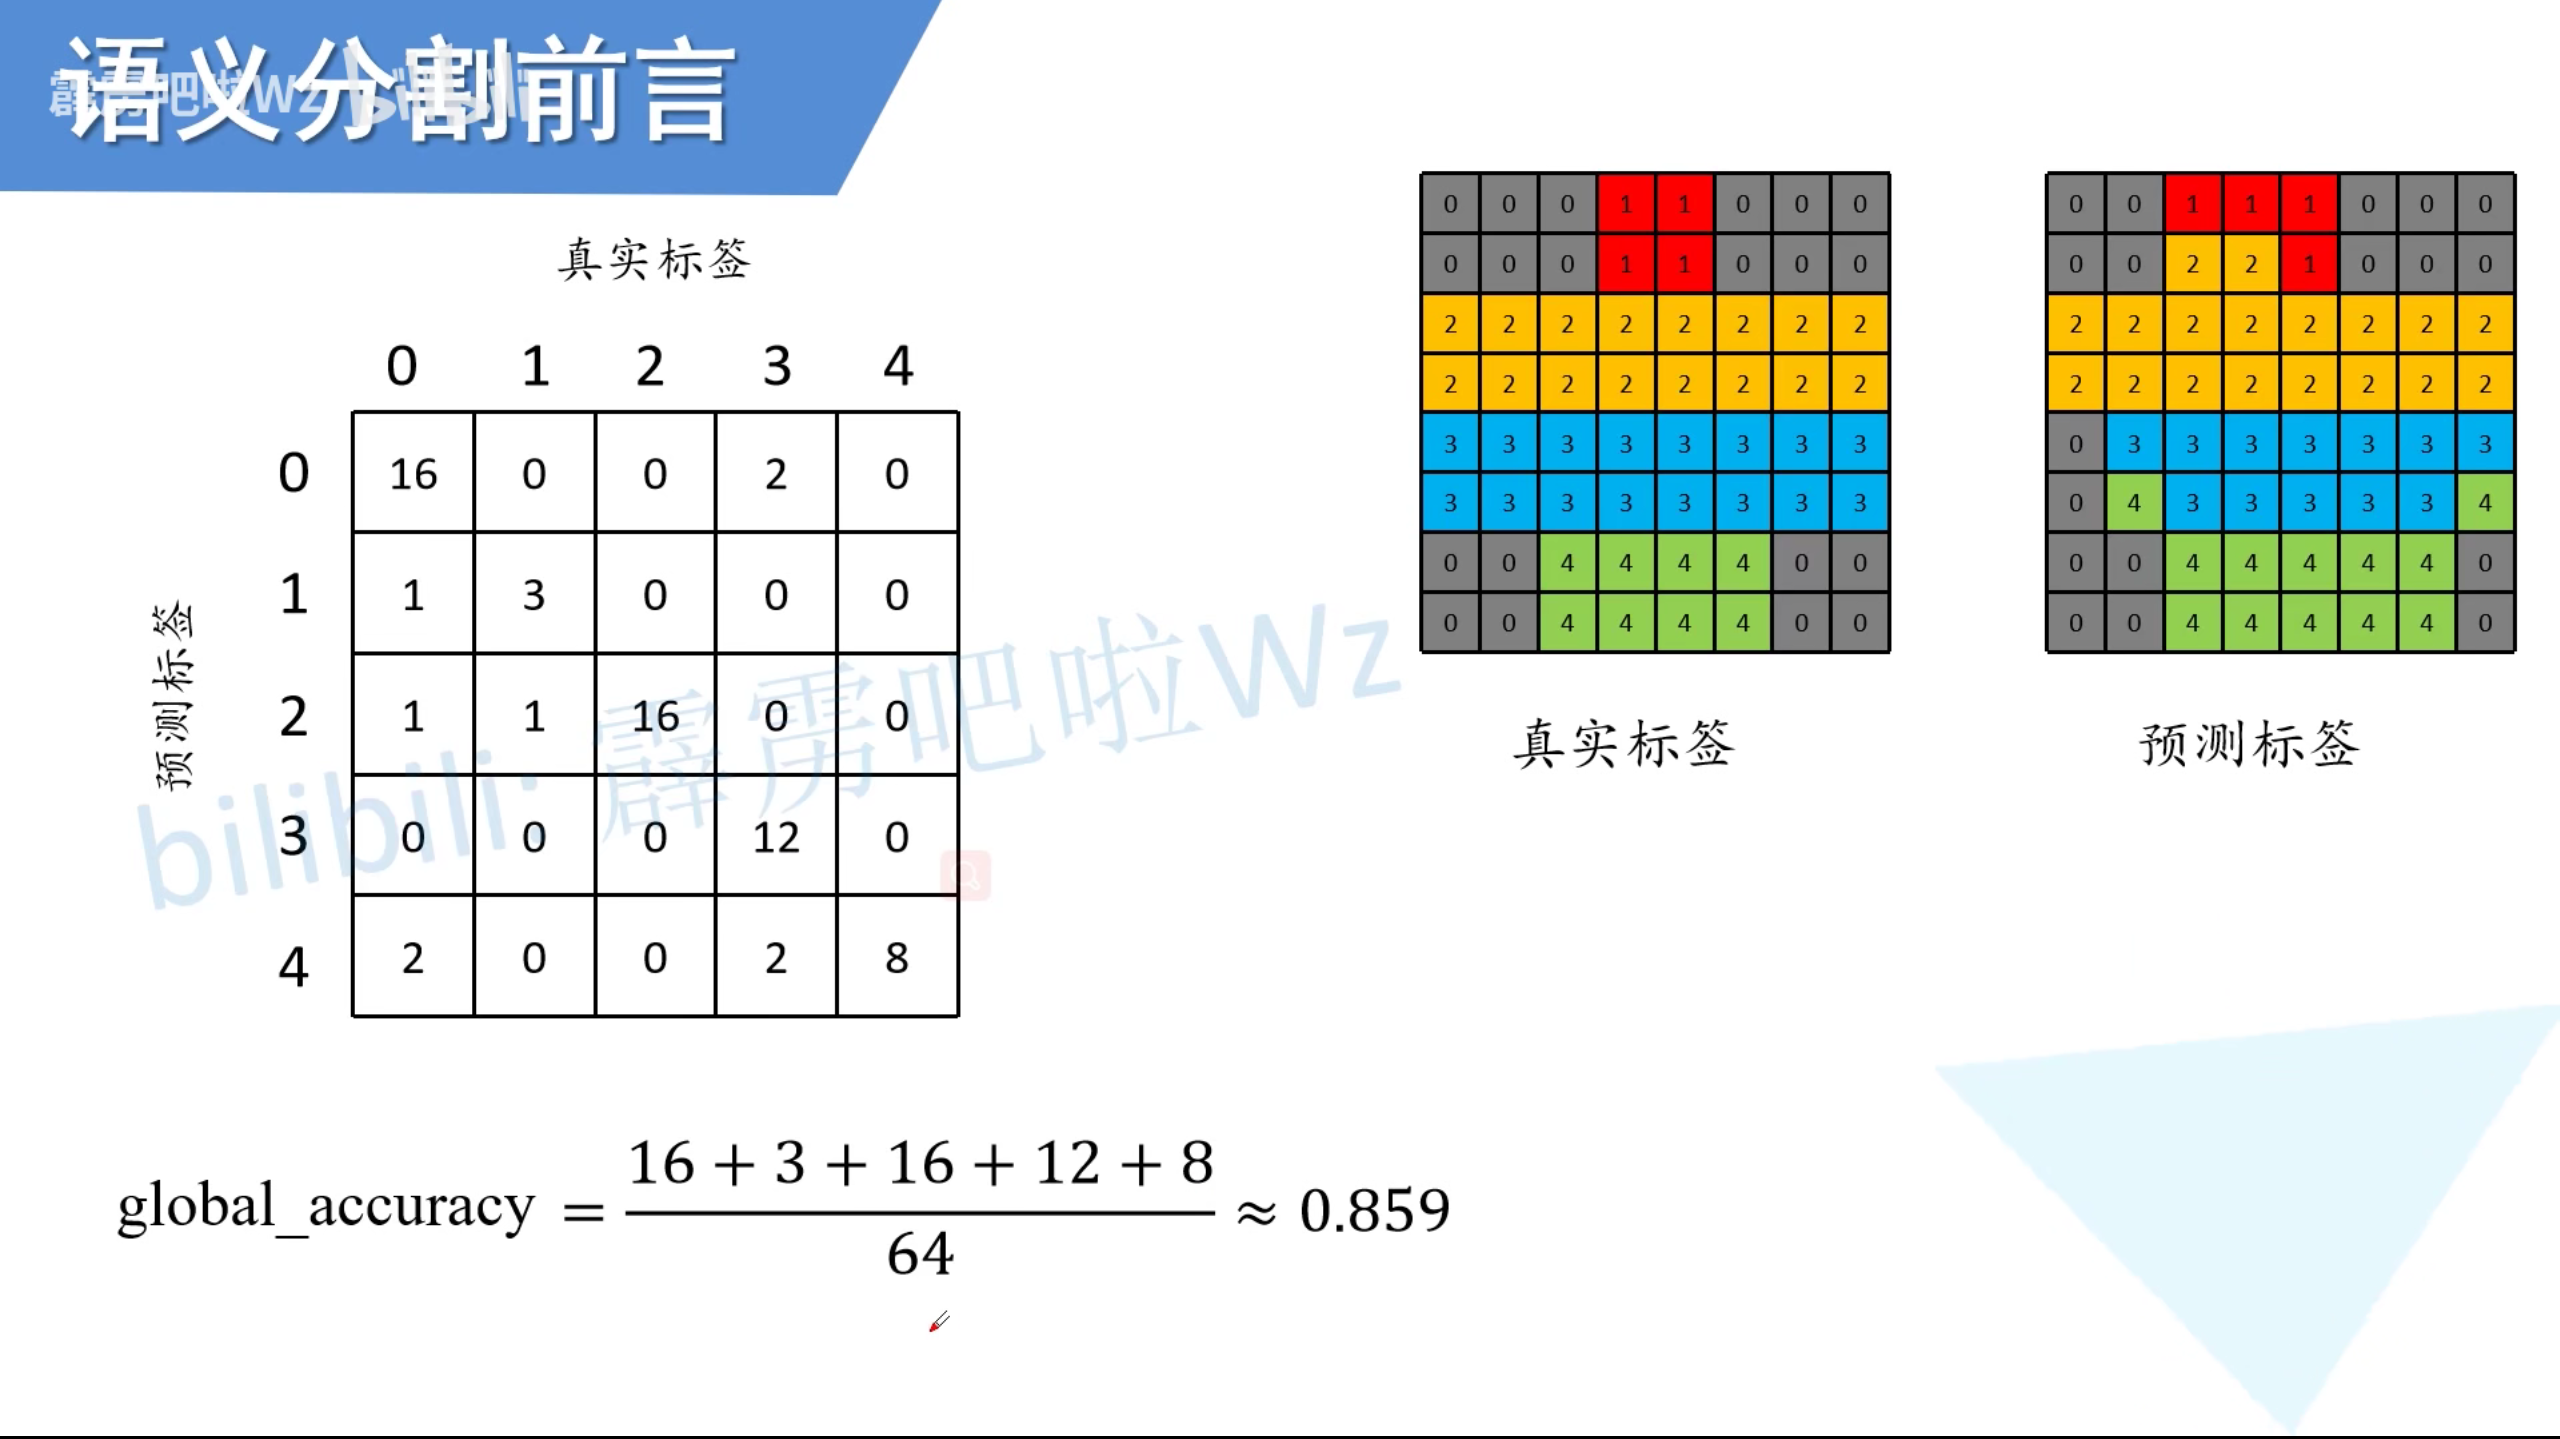 语义分割前言
霹雳吧啦Wz bilibili
真实标签
0 1 2 3 4
预测标签
0 16 0 0 2 0
1 1 3 0 0 0
2 1 1 16 0 0
3 0 0 0 12 0
4 2 0 0 2 8
bilibili: 霹雳吧啦Wz
0 0 0 1 1 0 0 0
0 0 0 1 1 0 0 0
2 2 2 2 2 2 2 2
2 2 2 2 2 2 2 2
3 3 3 3 3 3 3 3
3 3 3 3 3 3 3 3
0 0 4 4 4 4 0 0
0 0 4 4 4 4 0 0
真实标签
0 0 1 1 1 0 0 0
0 0 2 2 1 0 0 0
2 2 2 2 2 2 2 2
2 2 2 2 2 2 2 2
0 3 3 3 3 3 3 3
0 4 3 3 3 3 3 4
0 0 4 4 4 4 4 0
0 0 4 4 4 4 4 0
预测标签
16 + 3 + 16 + 12 + 8
global_accuracy = ≈ 0.859
64